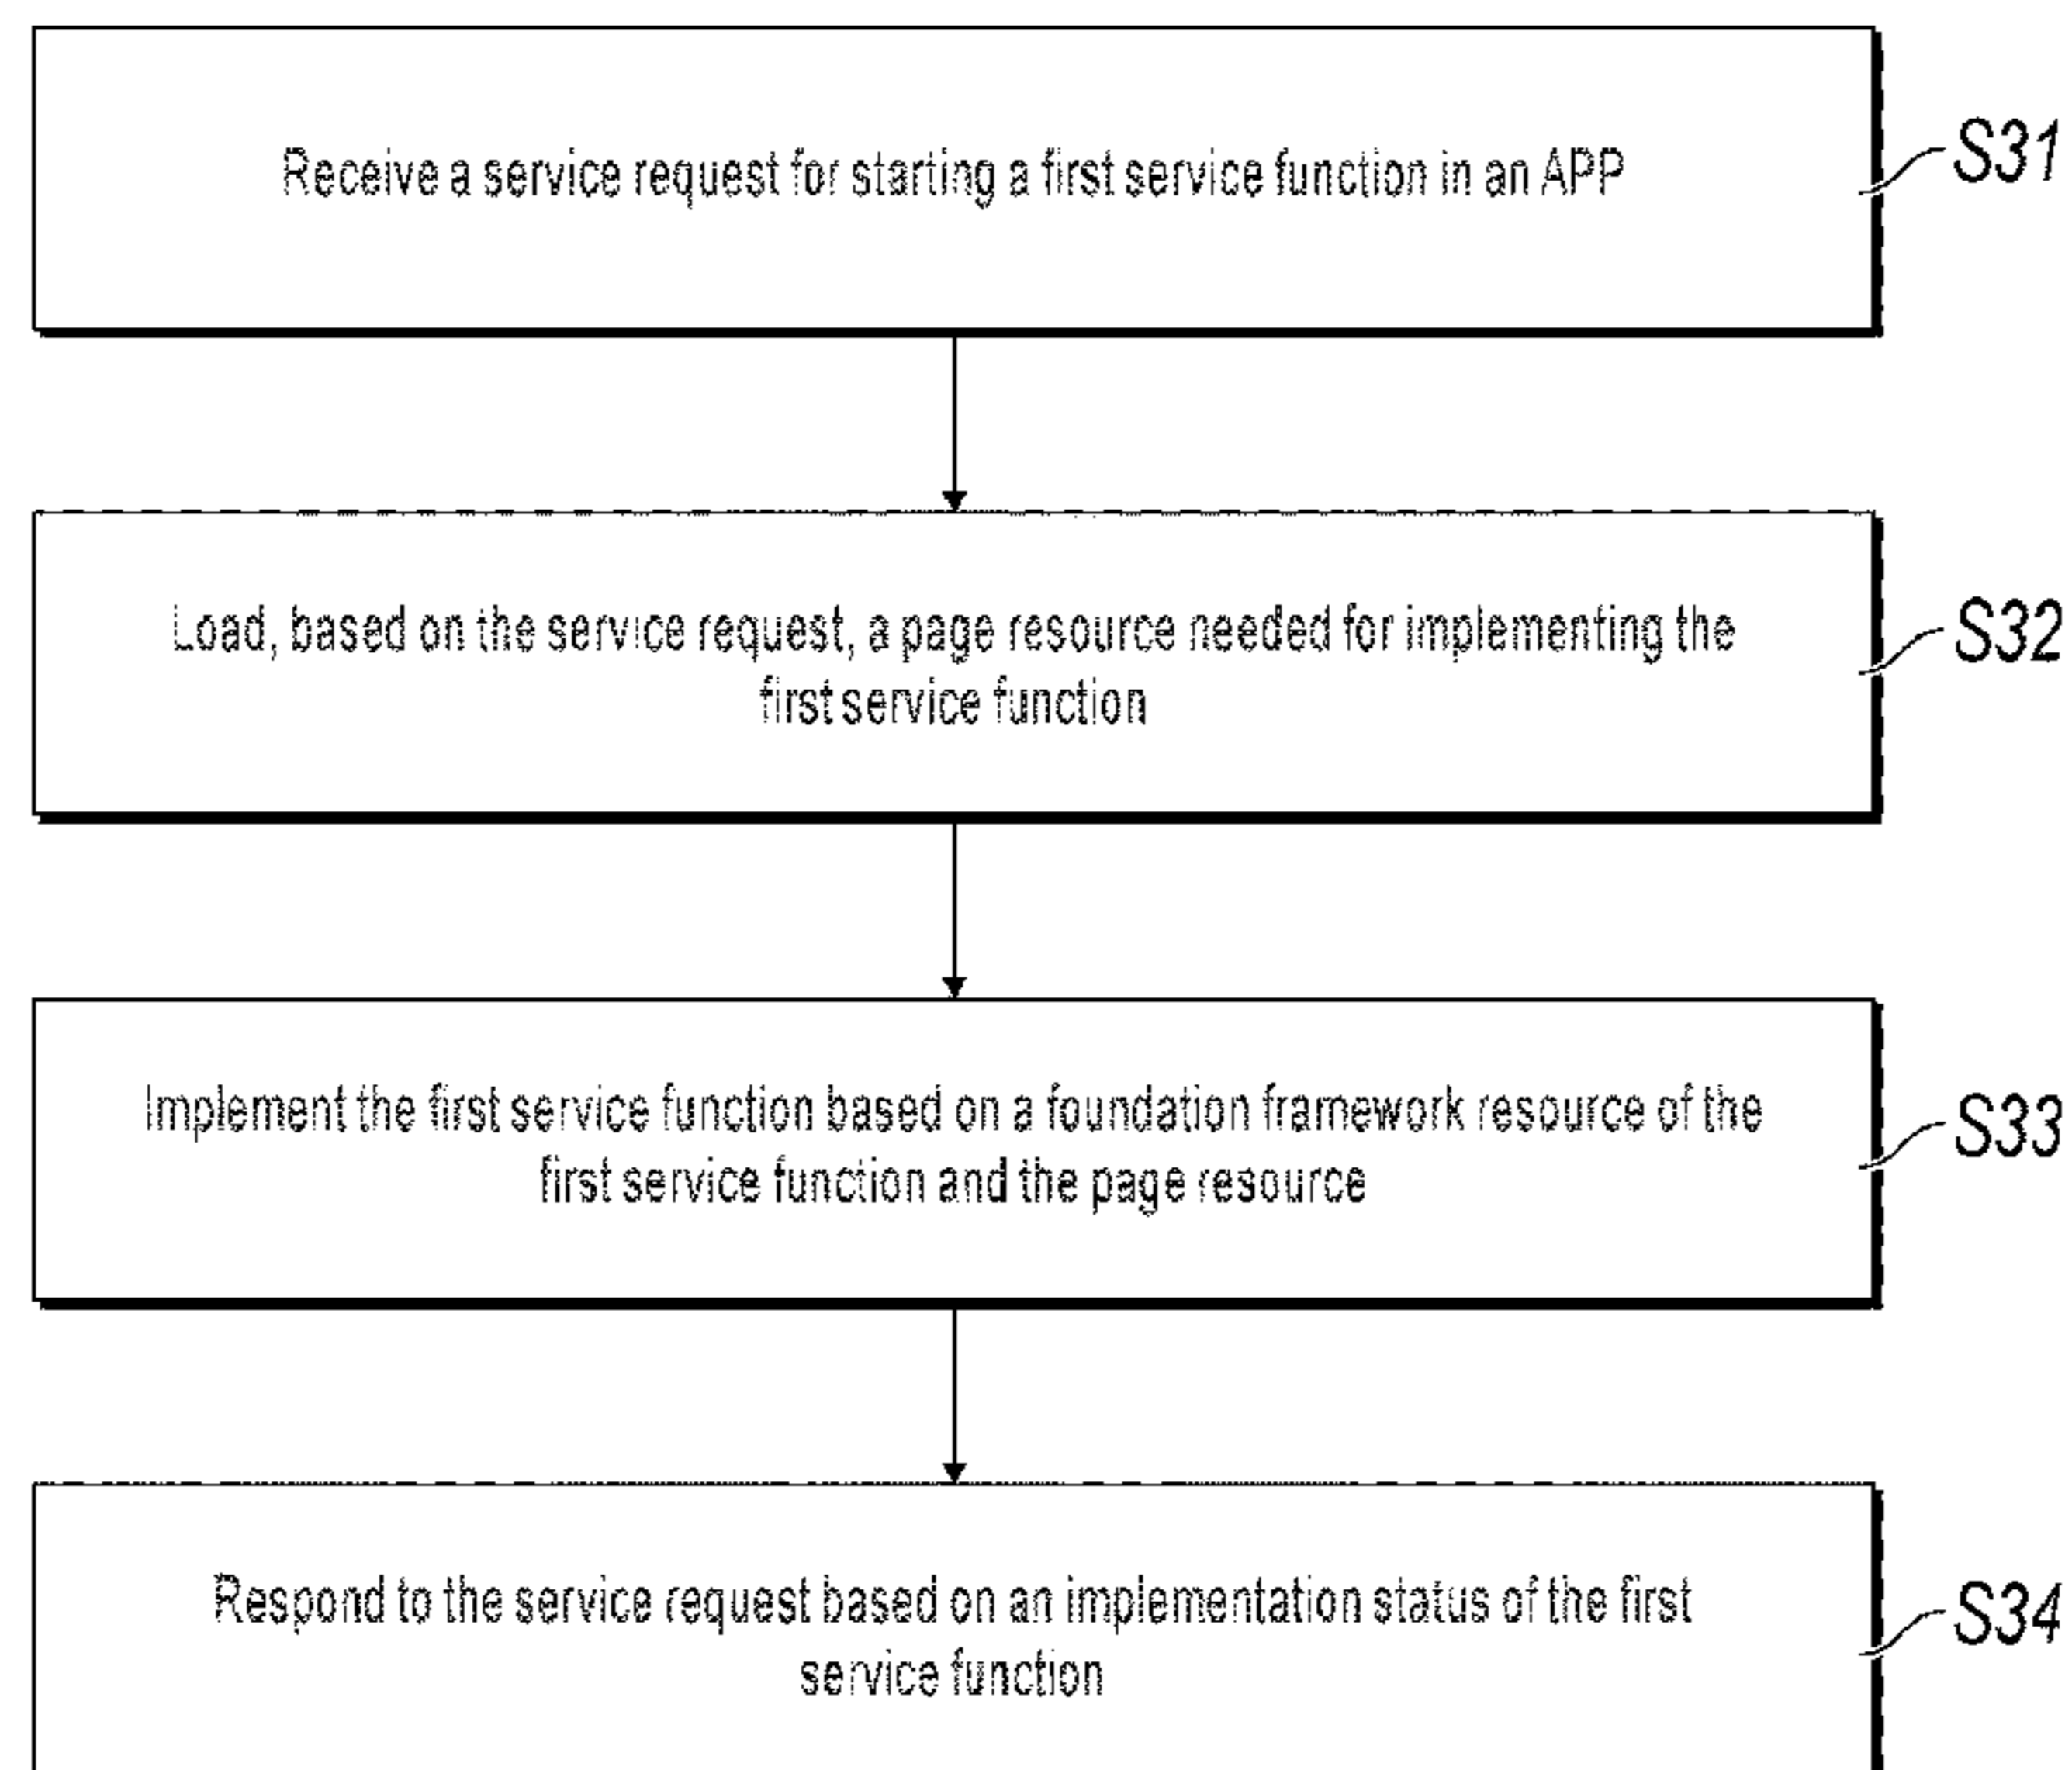 Receive a service request for starting a first service function in an APP
S31
Load, based on the service request, a page resource needed for implementing the
first service function
S32
Implement the first service function based on a foundation framework resource of the
first service function and the page resource
S33
Respond to the service request based on an implementation status of the first
service function
S34